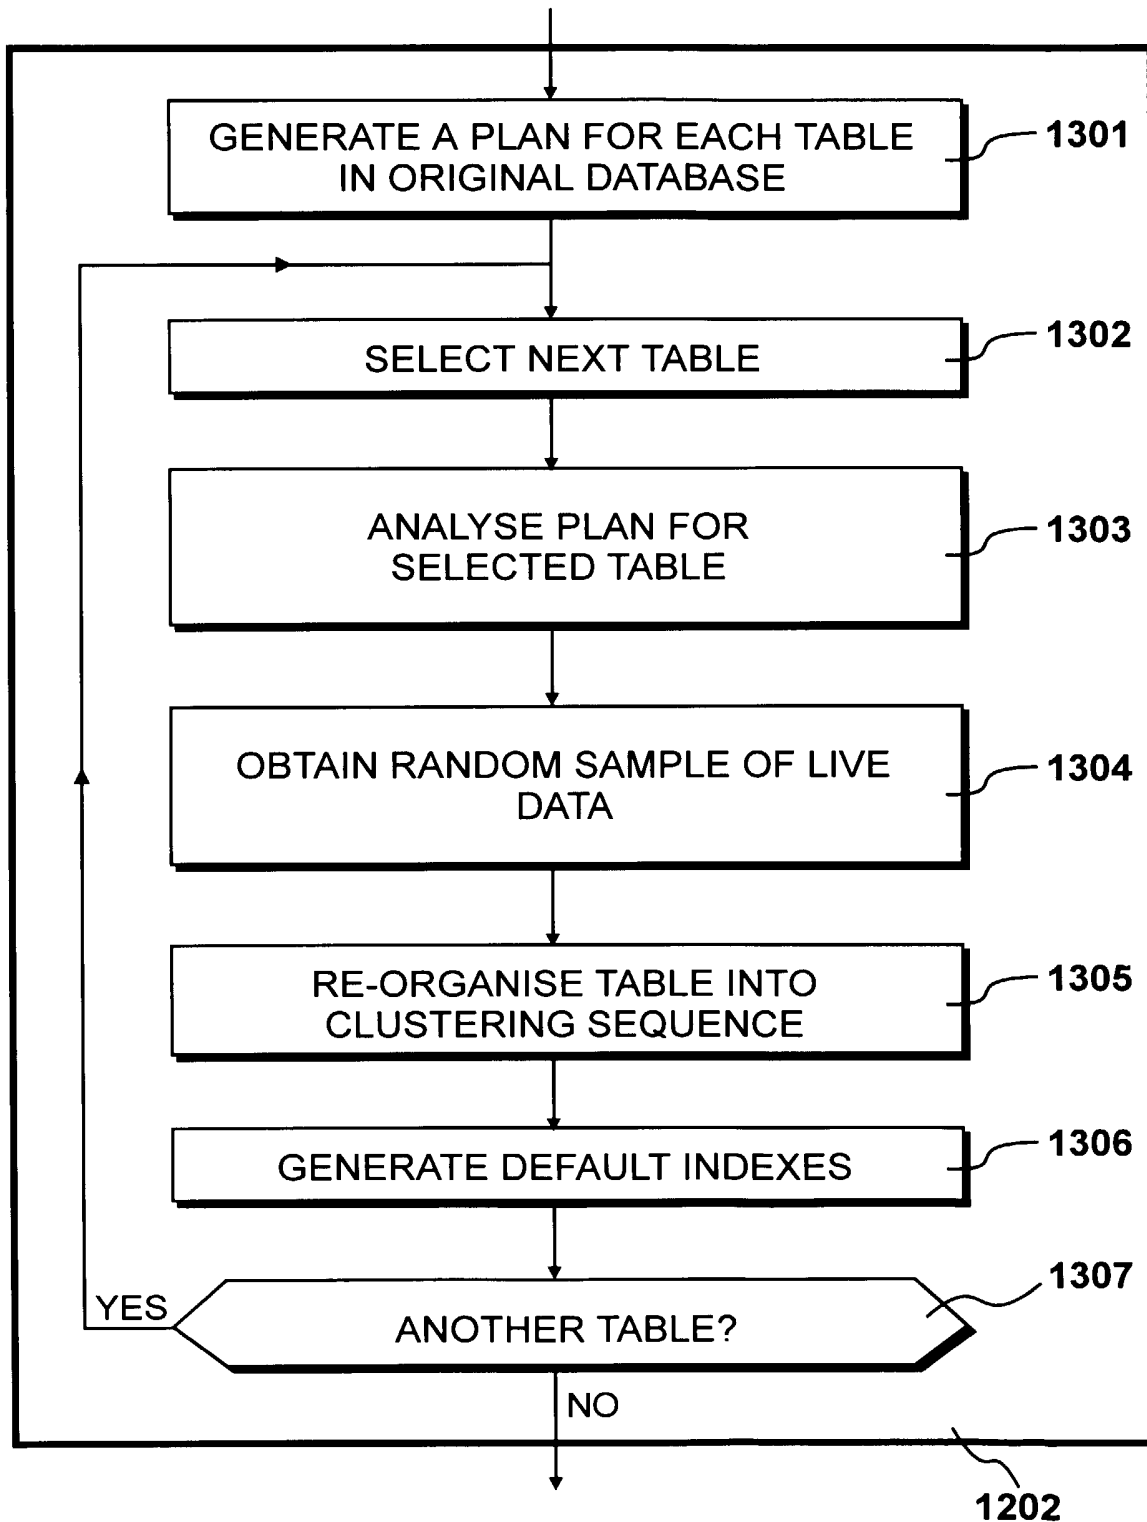 GENERATE A PLAN FOR EACH TABLE
IN ORIGINAL DATABASE
1301
SELECT NEXT TABLE
1302
ANALYSE PLAN FOR
SELECTED TABLE
1303
OBTAIN RANDOM SAMPLE OF LIVE
DATA
1304
RE-ORGANISE TABLE INTO
CLUSTERING SEQUENCE
1305
GENERATE DEFAULT INDEXES
1306
YES
ANOTHER TABLE?
1307
NO
1202